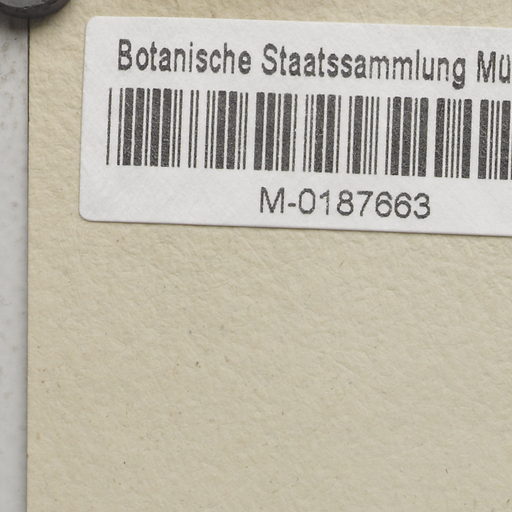 Botanische Staatssammlung Mü
M-0187663